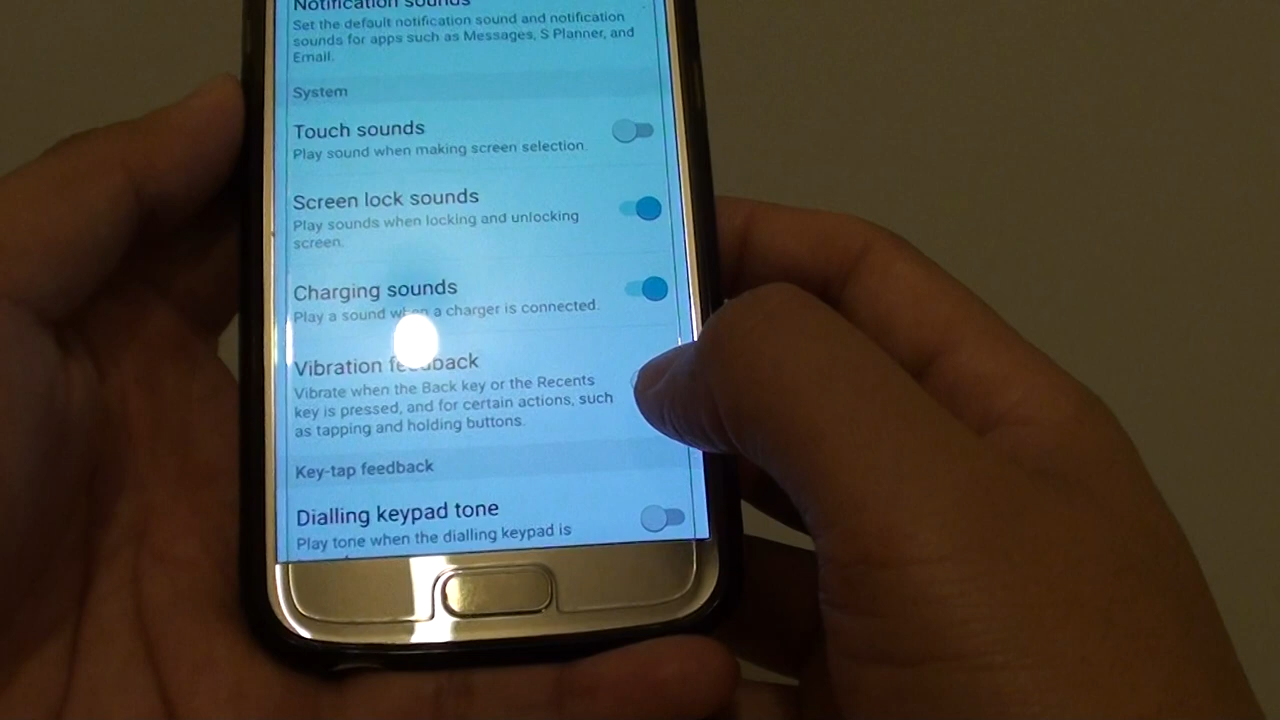 Notification sounds
Set the default notification sound and notification
sounds for apps such as Messages, S Planner, and
Email.
System
Touch sounds
Play sound when making screen selection.
Screen lock sounds
Play sounds when locking and unlocking
screen.
Charging sounds
Play a sound when a charger is connected.
Vibration feedback
Vibrate when the Back key or the Recents
key is pressed, and for certain actions, such
as tapping and holding buttons.
Key-tap feedback
Dialling keypad tone
Play tone when the dialling keypad is